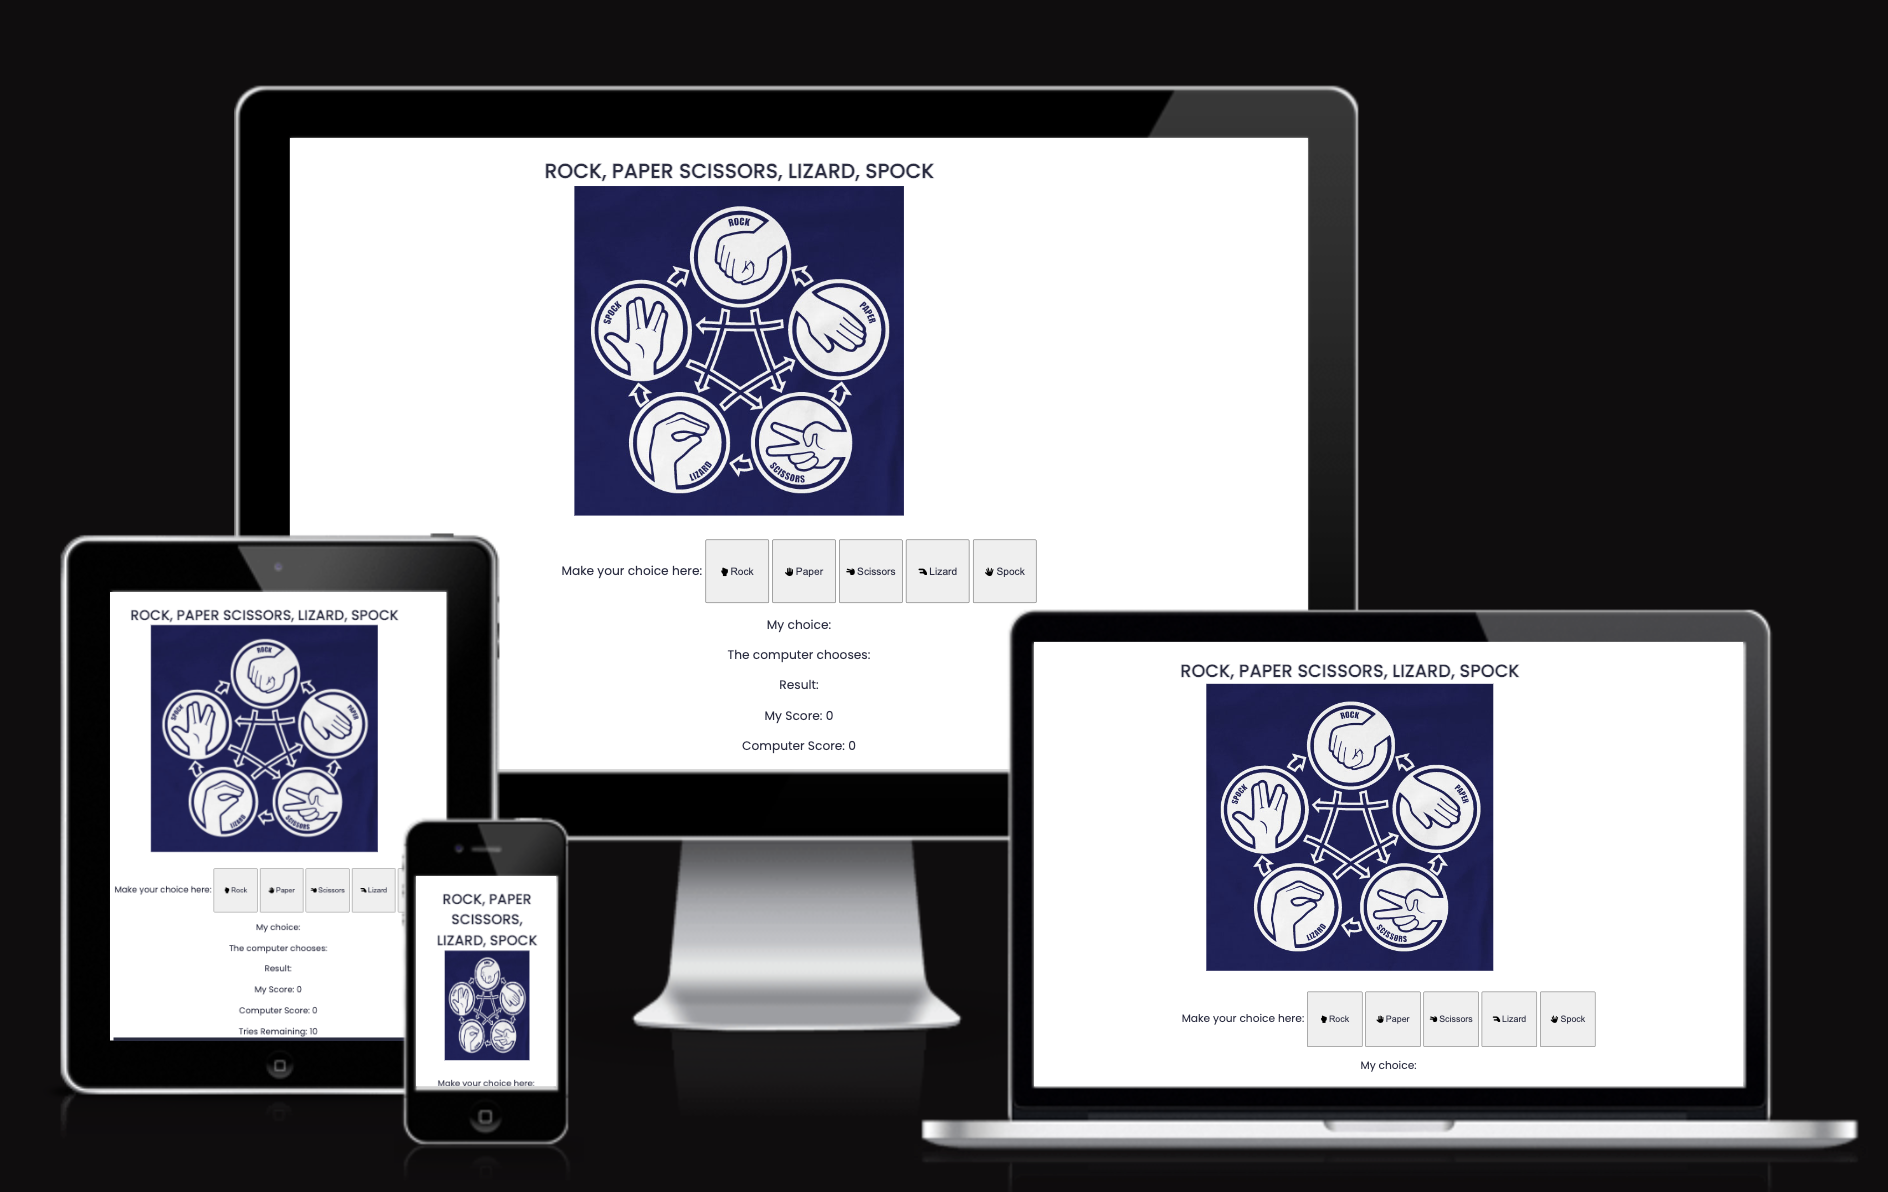 ROCK, PAPER SCISSORS, LIZARD, SPOCK
ROCK
SPOCK
PAPER
LIZARD
SCISSORS
Make your choice here: Rock Paper Scissors Lizard Spock
My choice:
The computer chooses:
Result:
My Score: 0
Computer Score: 0
ROCK, PAPER SCISSORS, LIZARD, SPOCK
ROCK
SPOCK
PAPER
LIZARD
SCISSORS
Make your choice here: Rock Paper Scissors Lizard
My choice:
The computer chooses:
Result:
My Score: 0
Computer Score: 0
Tries Remaining: 10
ROCK, PAPER
SCISSORS,
LIZARD, SPOCK
Make your choice here:
ROCK, PAPER SCISSORS, LIZARD, SPOCK
ROCK
SPOCK
PAPER
LIZARD
SCISSORS
Make your choice here: Rock Paper Scissors Lizard Spock
My choice: